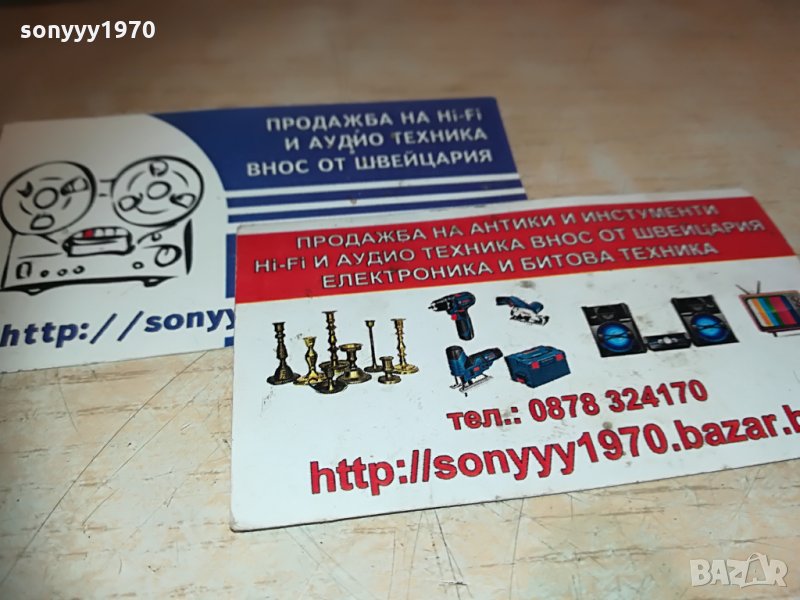 sonyyy1970
ПРОДАЖБА НА Hi-Fi
И АУДИО ТЕХНИКА
ВНОС ОТ ШВЕЙЦАРИЯ
http://sonyy
ПРОДАЖБА НА АНТИКИ И ИНСТУМЕНТИ
Hi-Fi И АУДИО ТЕХНИКА ВНОС ОТ ШВЕЙЦАРИЯ
ЕЛЕКТРОНИКА И БИТОВА ТЕХНИКА
тел.: 0878 324170
http://sonyyy1970.bazar.b
BAZAR